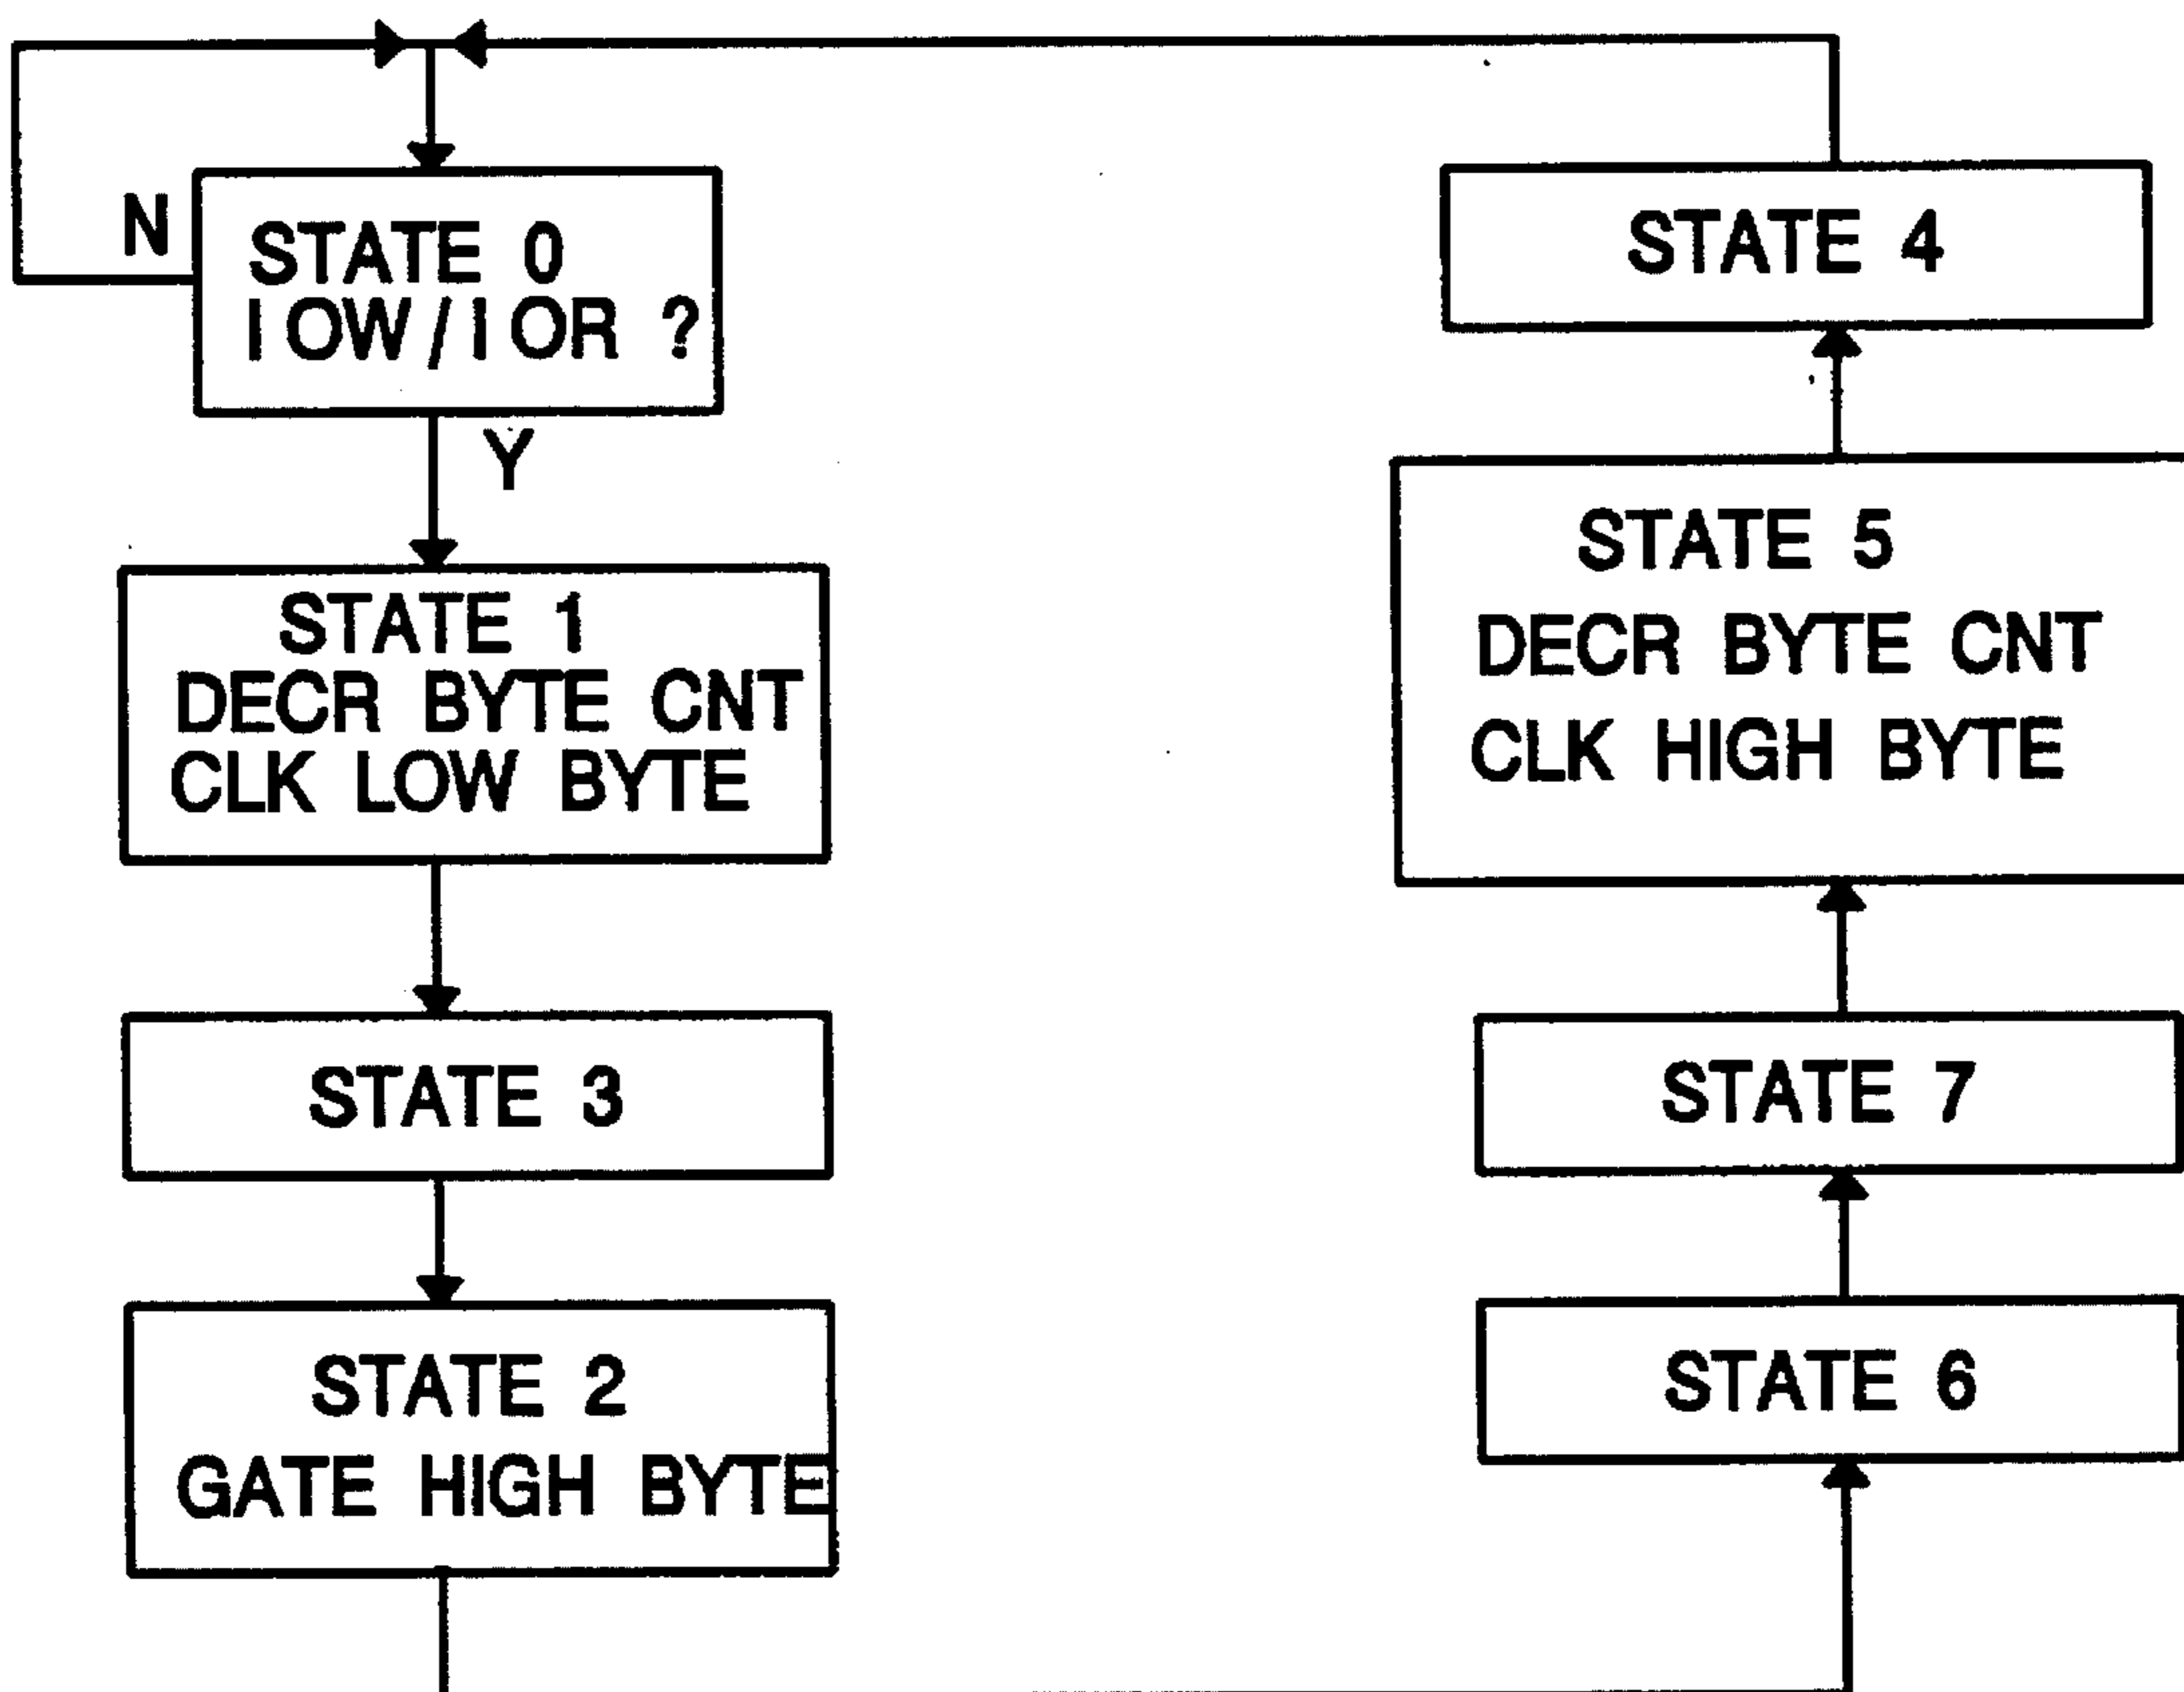 N
STATE 0
IOW/IOR ?
Y
STATE 1
DECR BYTE CNT
CLK LOW BYTE
STATE 3
STATE 2
GATE HIGH BYTE
STATE 4
STATE 5
DECR BYTE CNT
CLK HIGH BYTE
STATE 7
STATE 6